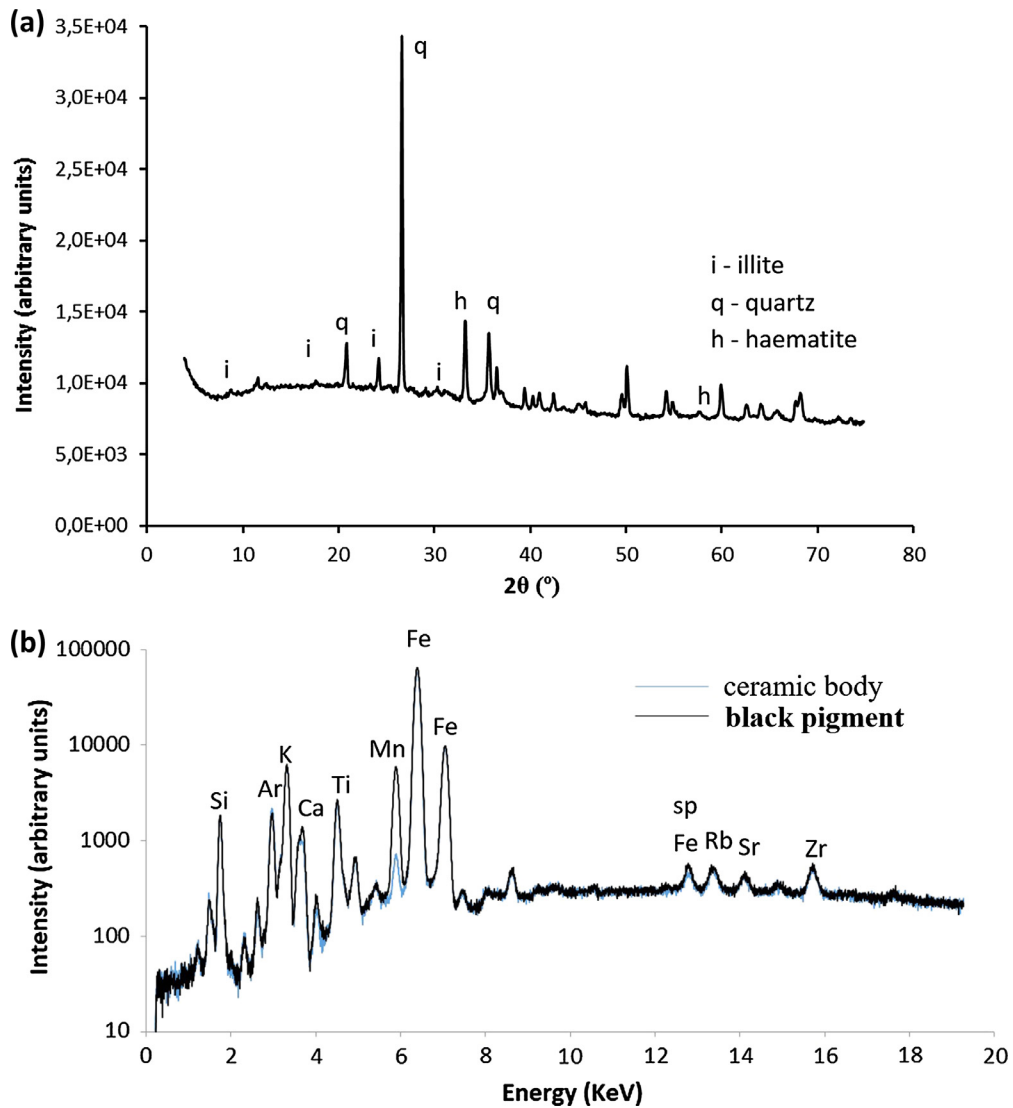 (a)
Intensity (arbitrary units)
3,5E+04
3,0E+04
2,5E+04
2,0E+04
1,5E+04
1,0E+04
5,0E+03
0,0E+00
q
i
i
q
i
i
h
q
h
i - illite
q - quartz
h - haematite
0 10 20 30 40 50 60 70 80
2θ (°)
(b)
Intensity (arbitrary units)
100000
10000
1000
100
10
Si
Ar
K
Ca
Ti
Mn
Fe
Fe
sp
Fe
Rb
Sr
Zr
ceramic body
black pigment
0 2 4 6 8 10 12 14 16 18 20
Energy (KeV)